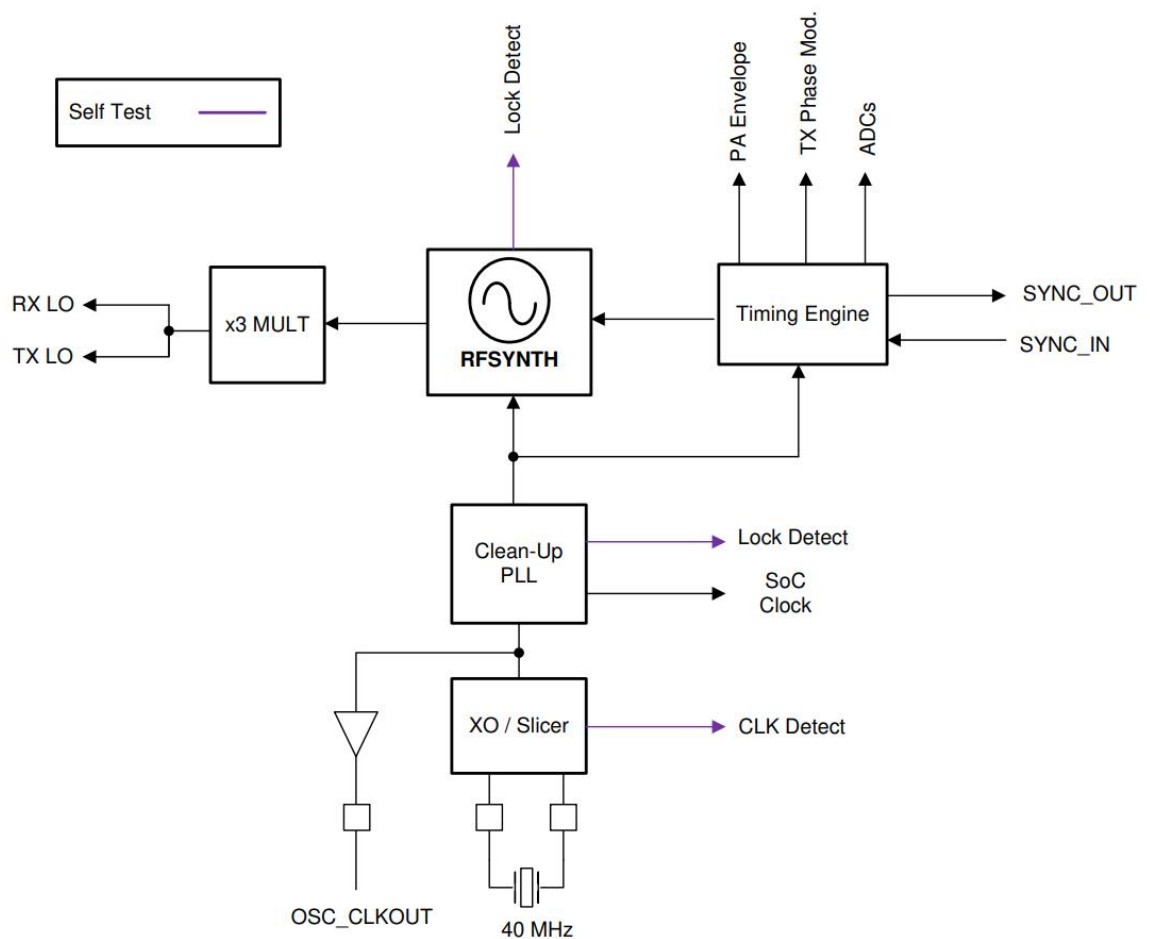 Self Test
Lock Detect
PA Envelope
TX Phase Mod.
ADCs
RX LO
TX LO
x3 MULT
RFSYNTH
Timing Engine
SYNC_OUT
SYNC_IN
Clean-Up
PLL
Lock Detect
SoC
Clock
XO / Slicer
CLK Detect
OSC_CLKOUT
40 MHz